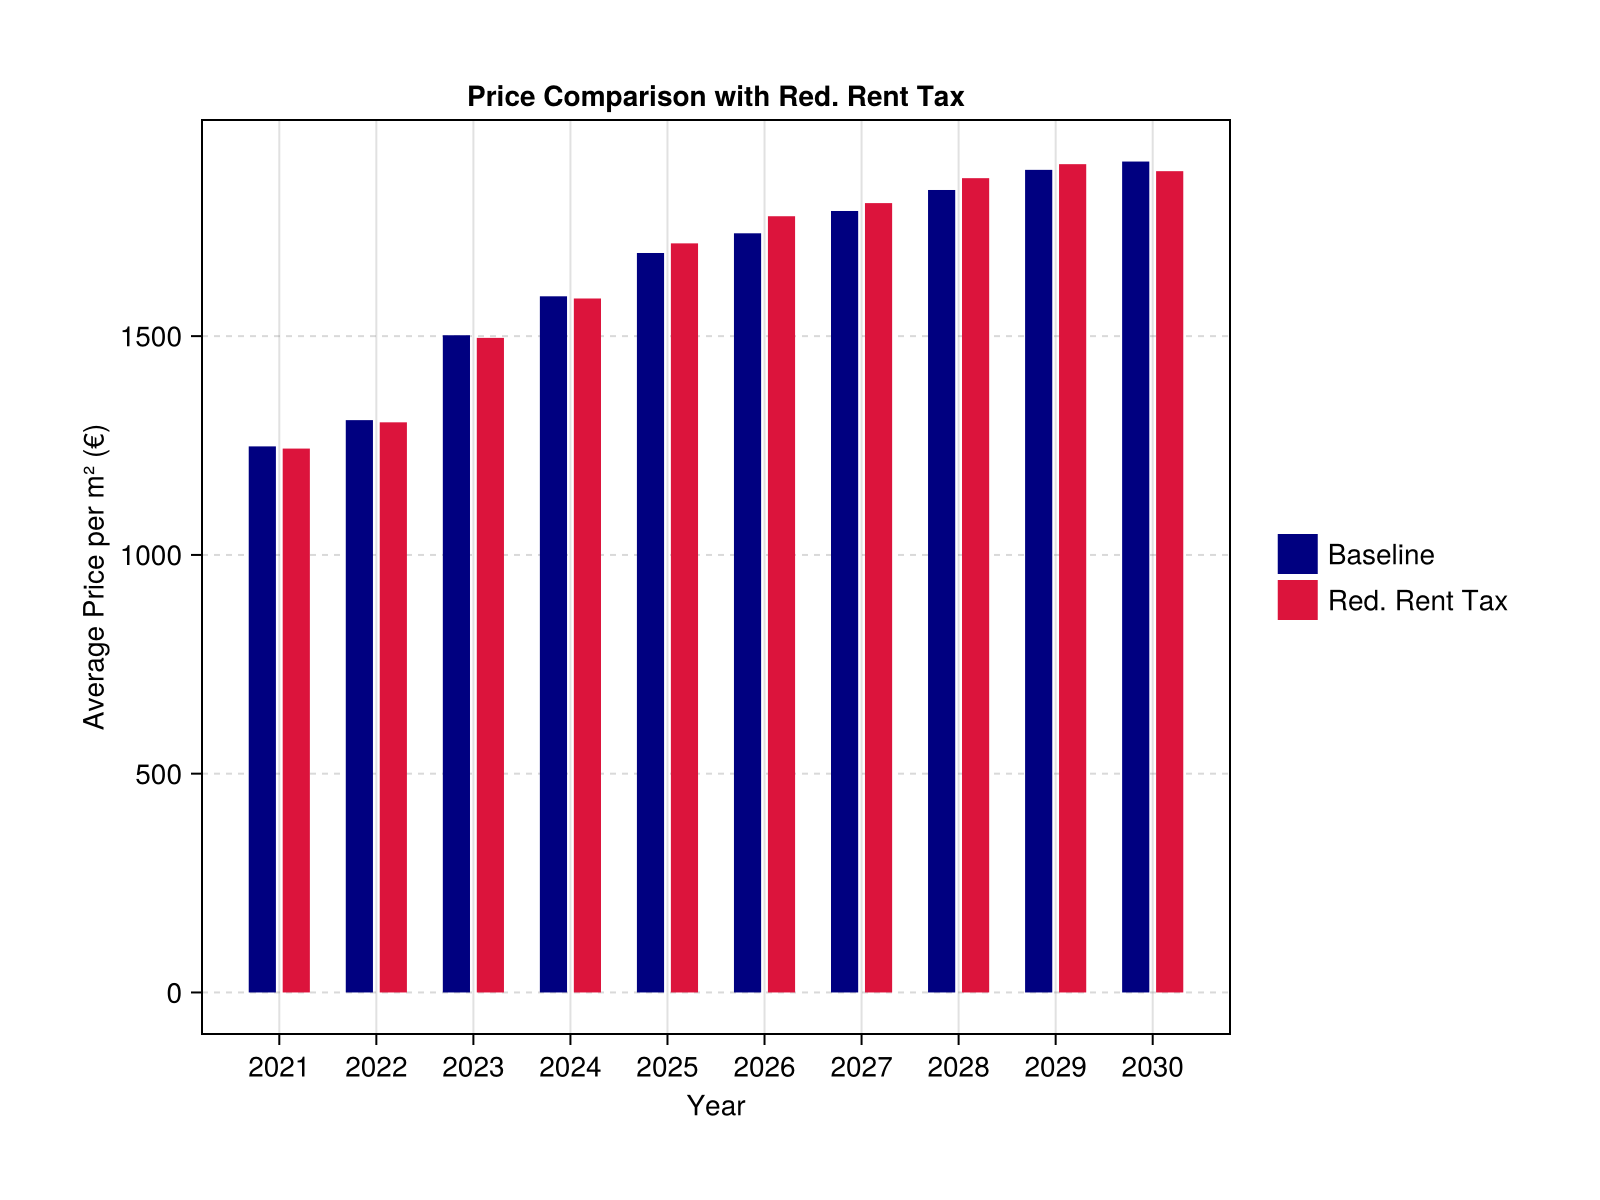 Price Comparison with Red. Rent Tax
Average Price per m² (€)
1500
1000
500
0
2021 2022 2023 2024 2025 2026 2027 2028 2029 2030
Year
Baseline
Red. Rent Tax